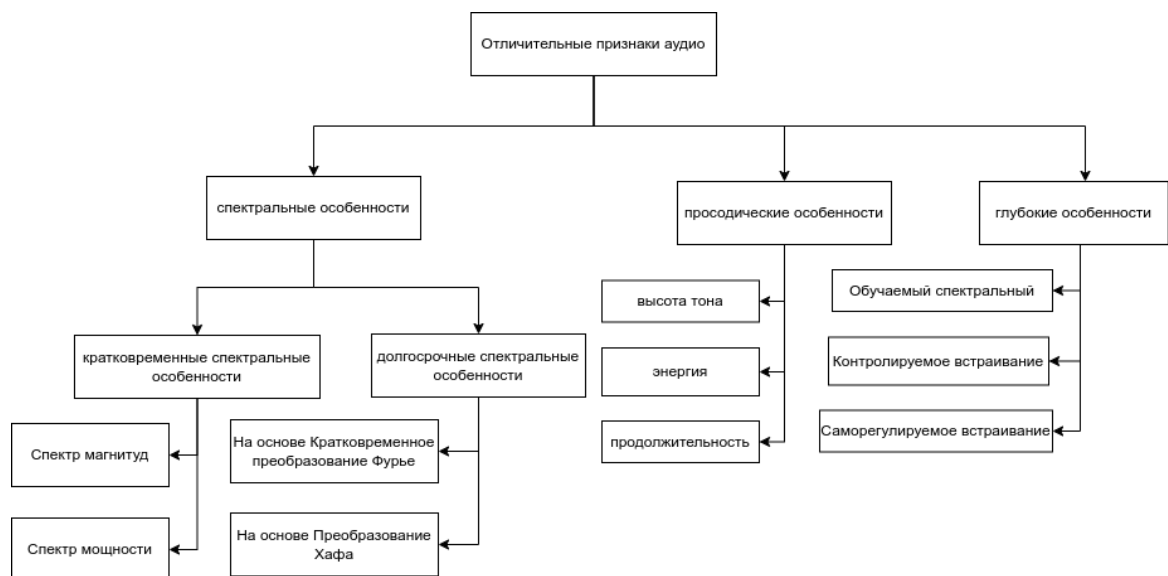 Отличительные признаки аудио
спектральные особенности
просодические особенности
глубокие особенности
высота тона
Обучаемый спектральный
кратковременные спектральные
особенности
долгосрочные спектральные
особенности
энергия
Контролируемое встраивание
Спектр магнитуд
На основе Кратковременное
преобразование Фурье
продолжительность
Саморегулируемое встраивание
Спектр мощности
На основе Преобразование
Хафа